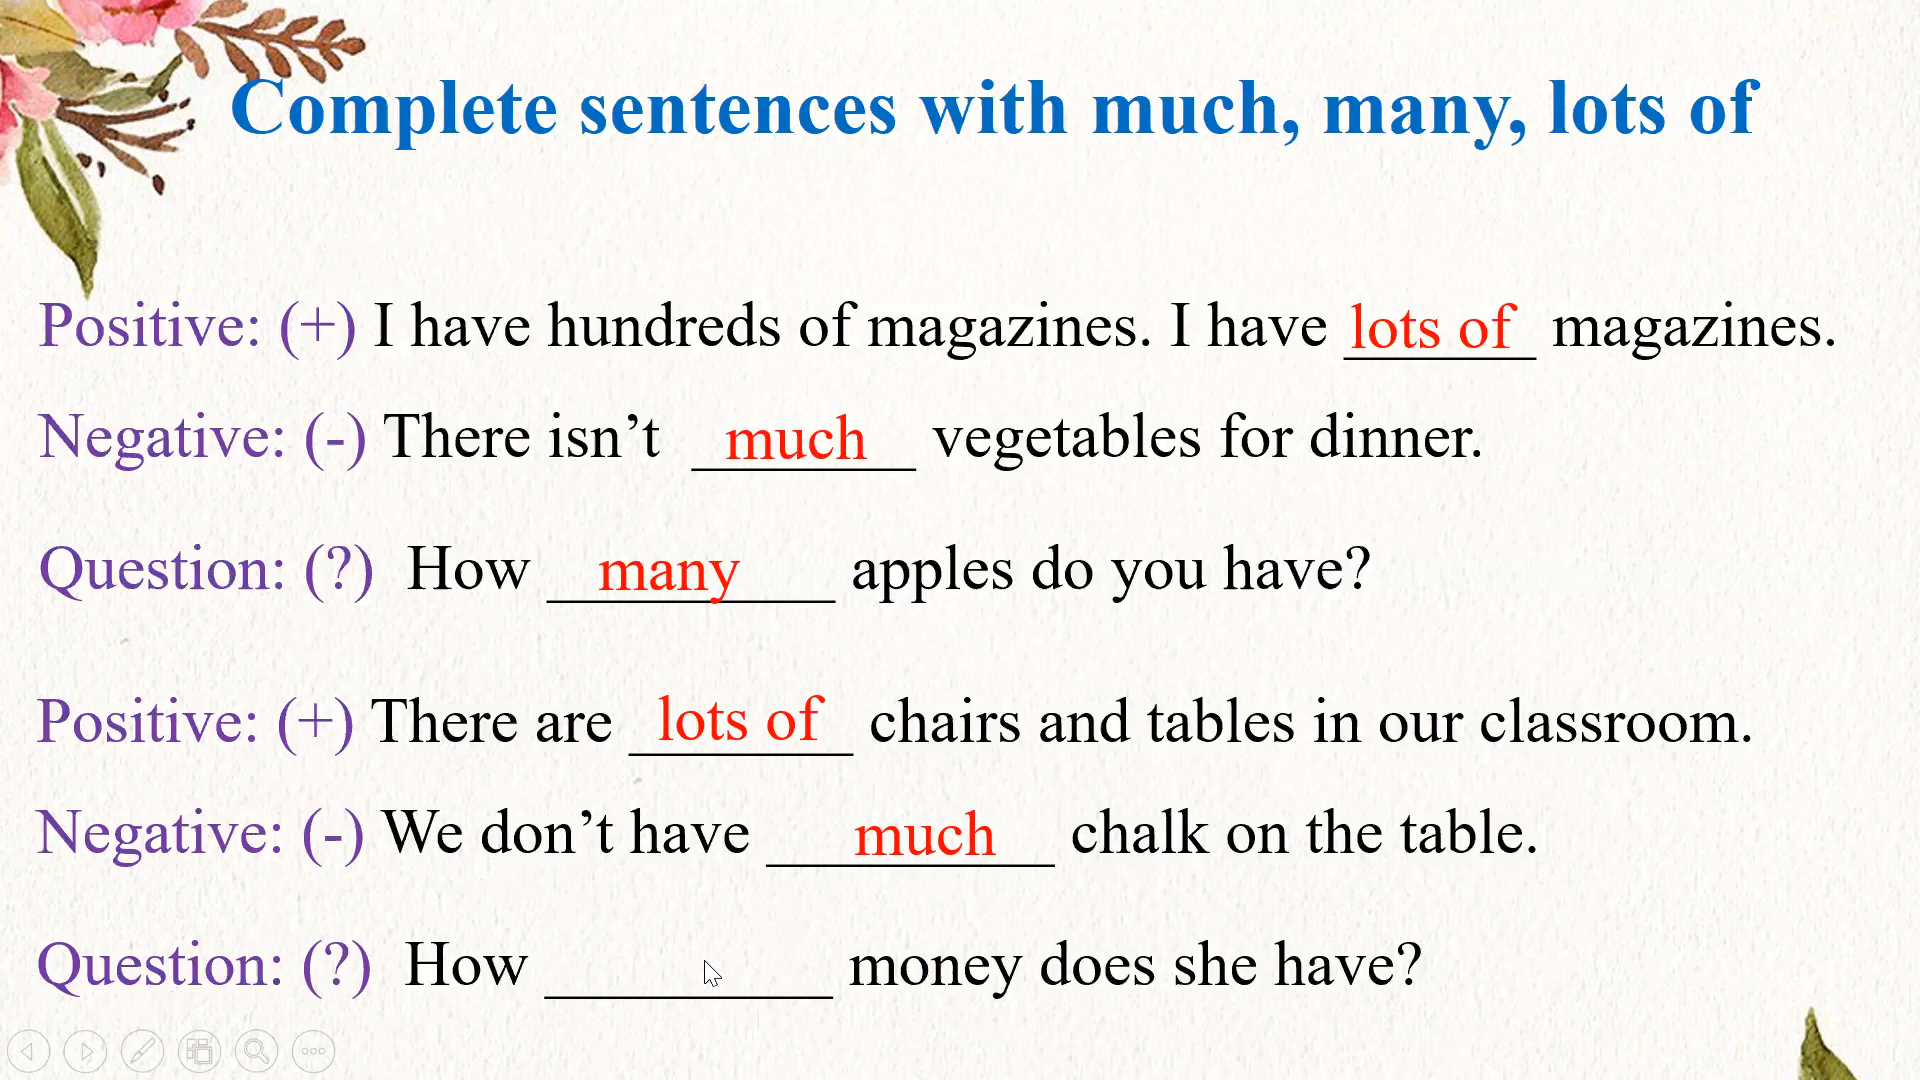 Complete sentences with much, many, lots of
Positive: (+) I have hundreds of magazines. I have lots of magazines.
Negative: (-) There isn’t much vegetables for dinner.
Question: (?) How many apples do you have?
Positive: (+) There are lots of chairs and tables in our classroom.
Negative: (-) We don’t have much chalk on the table.
Question: (?) How _________ money does she have?